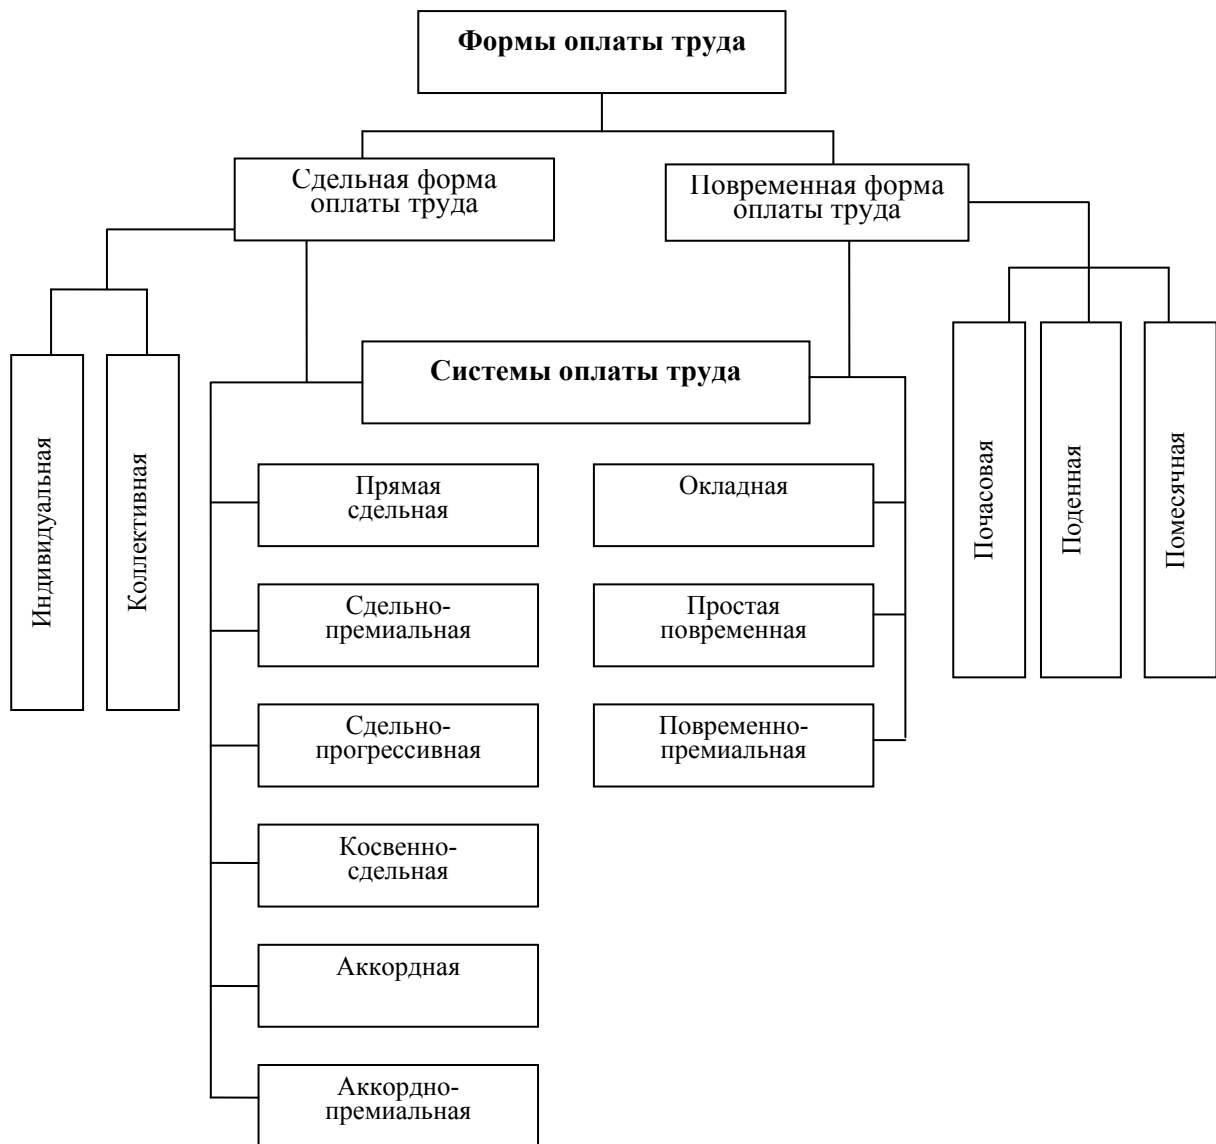 Формы оплаты труда
Сдельная форма
оплаты труда
Повременная форма
оплаты труда
Индивидуальная
Коллективная
Системы оплаты труда
Почасовая
Поденная
Помесячная
Прямая
сдельная
Окладная
Сдельно-
премиальная
Простая
повременная
Сдельно-
прогрессивная
Повременно-
премиальная
Косвенно-
сдельная
Аккордная
Аккордно-
премиальная